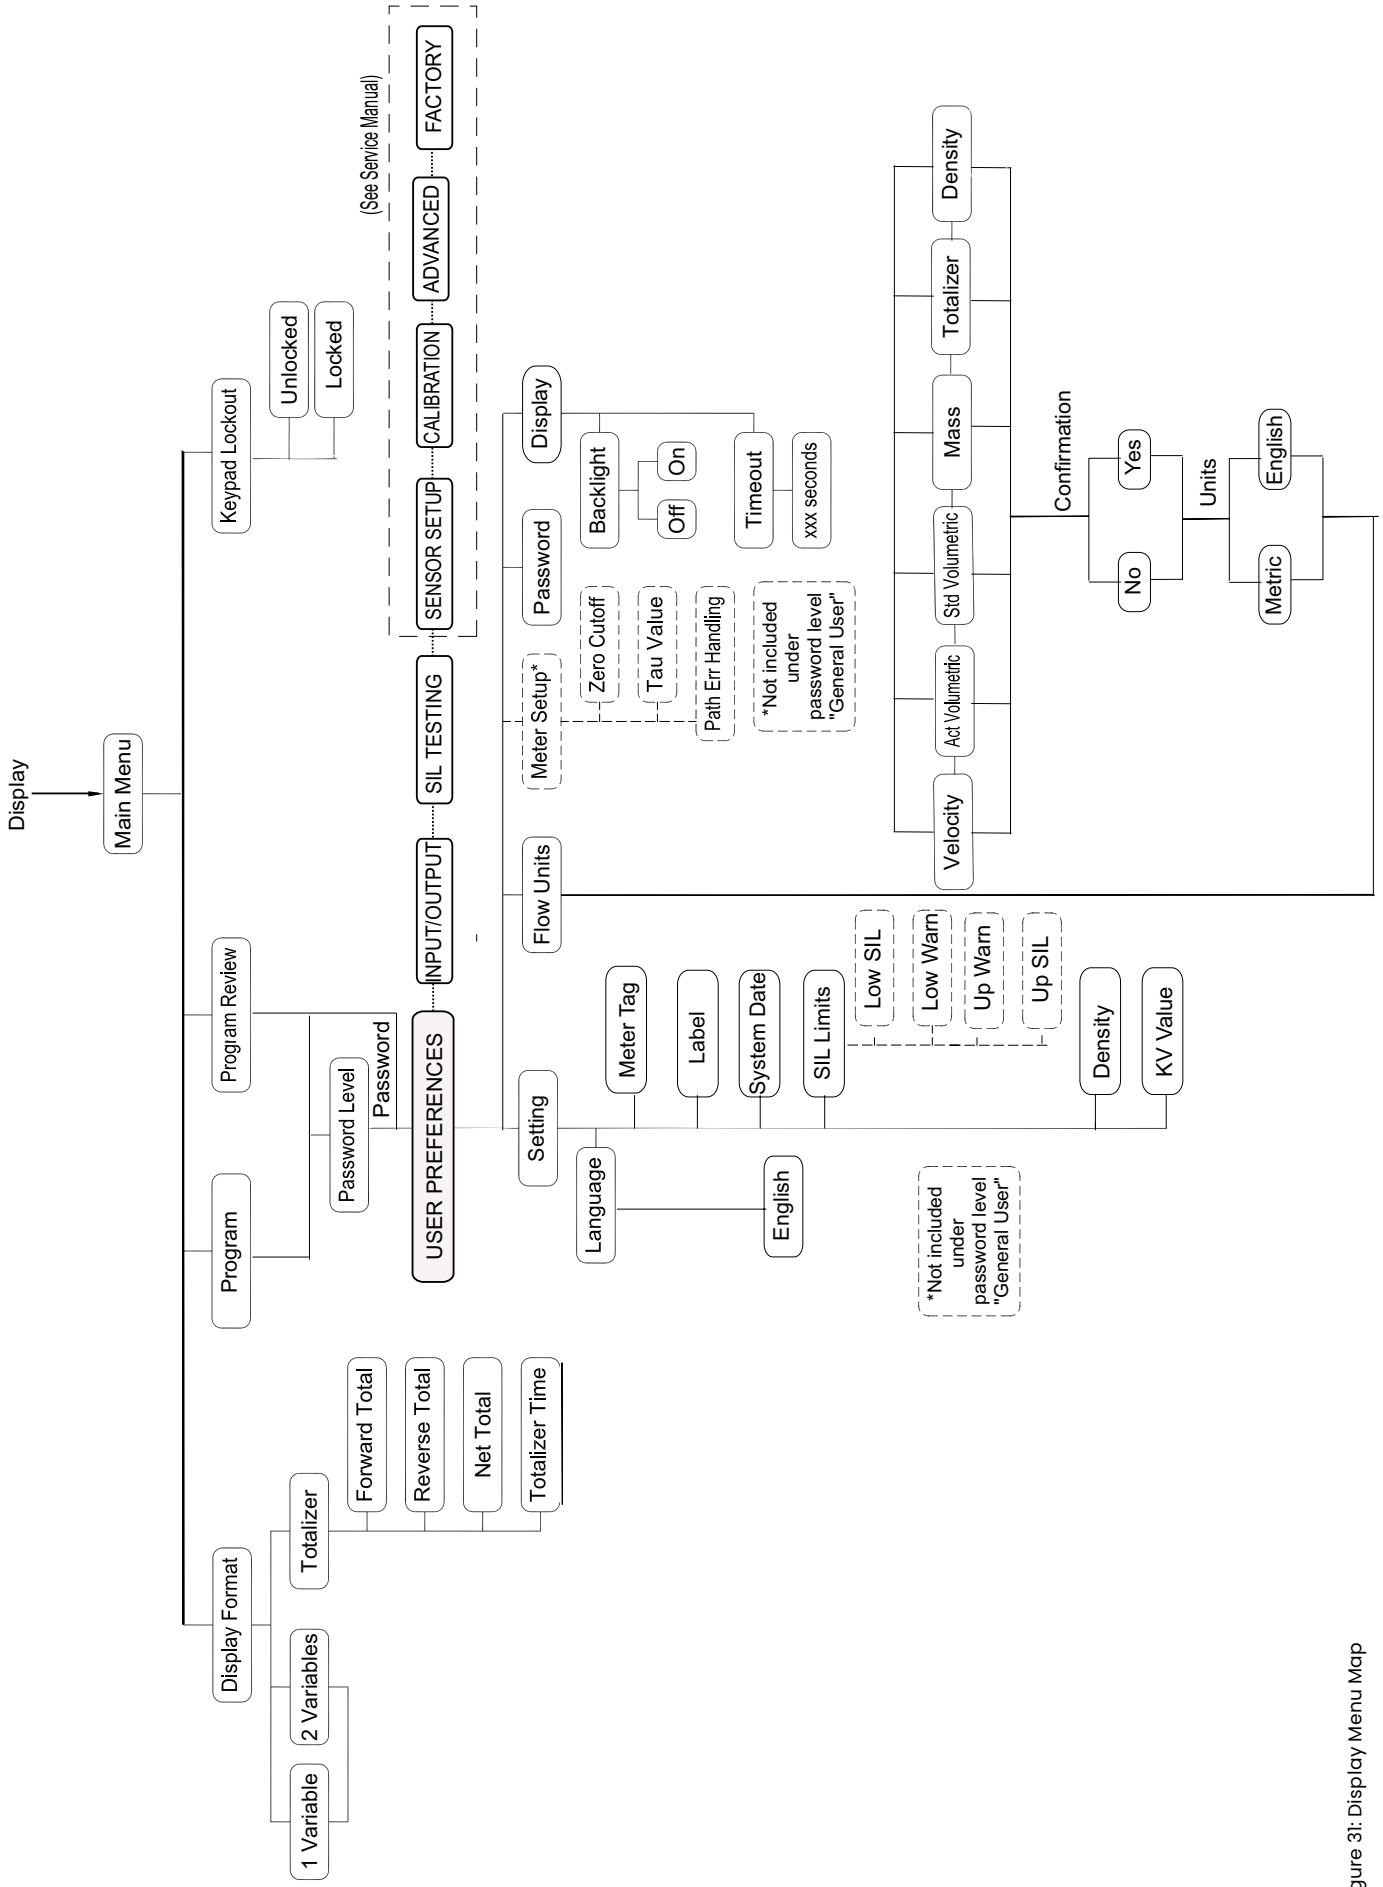 Display
Main Menu
Display Format
Program
Program Review
Keypad Lockout
1 Variable
2 Variables
Totalizer
Forward Total
Reverse Total
Net Total
Totalizer Time
Unlocked
Locked
Password Level
Password
(See Service Manual)
USER PREFERENCES
INPUT/OUTPUT
SIL TESTING
SENSOR SETUP
CALIBRATION
ADVANCED
FACTORY
Setting
Flow Units
Meter Setup*
Password
Display
Language
English
Meter Tag
Label
System Date
SIL Limits
Low SIL
Low Warn
Up Warn
Up SIL
Density
KV Value
*Not included
under
password level
"General User"
Zero Cutoff
Tau Value
Path Err Handling
*Not included
under
password level
"General User"
Backlight
Off
On
Timeout
xxx seconds
Velocity
Act Volumetric
Std Volumetric
Mass
Totalizer
Density
Confirmation
No
Yes
Units
Metric
English
gure 31: Display Menu Map